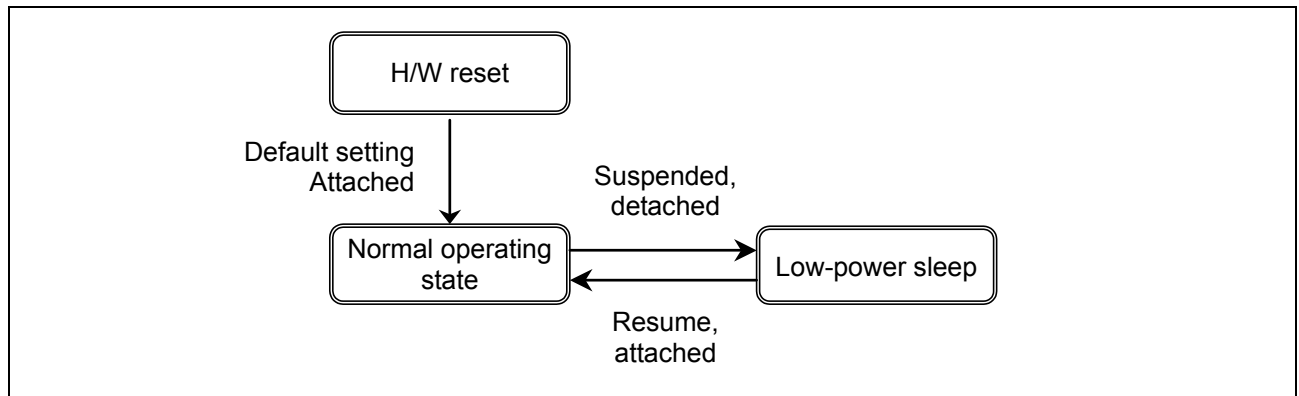 H/W reset
Default setting
Attached
Suspended,
detached
Normal operating
state
Low-power sleep
Resume,
attached